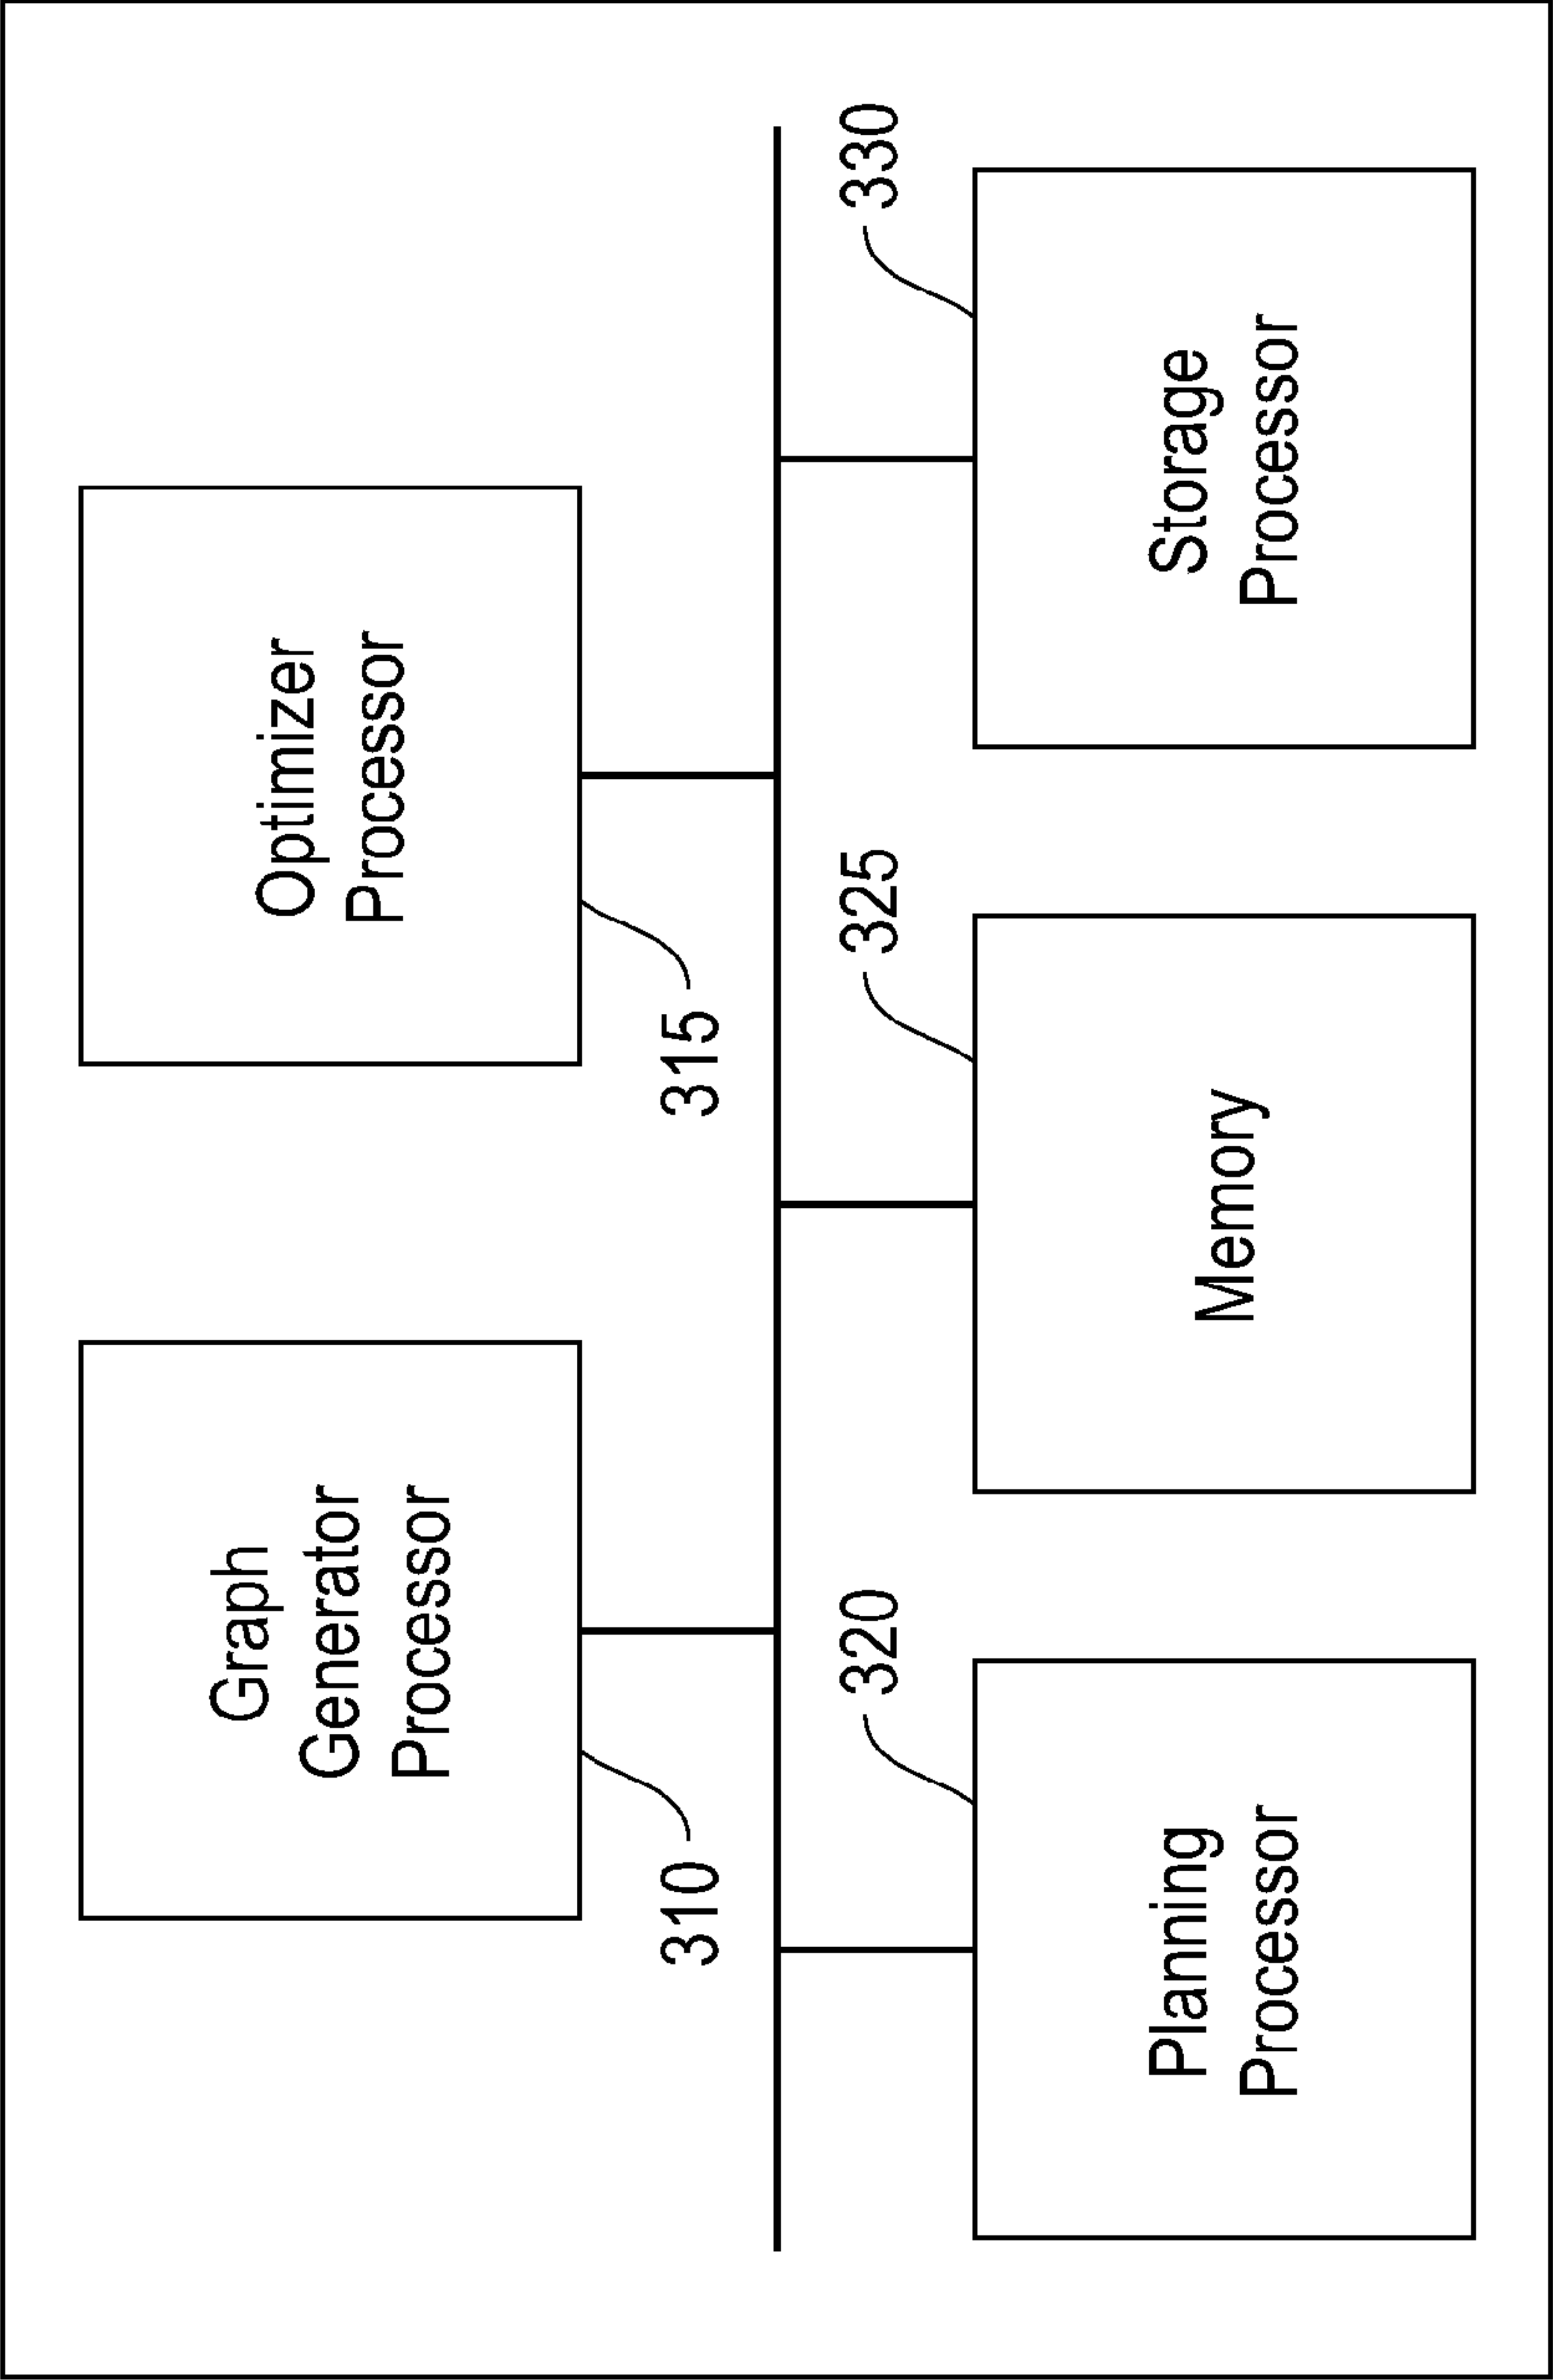 Graph
Generator
Processor
310
Optimizer
Processor
315
320
Planning
Processor
325
Memory
330
Storage
Processor